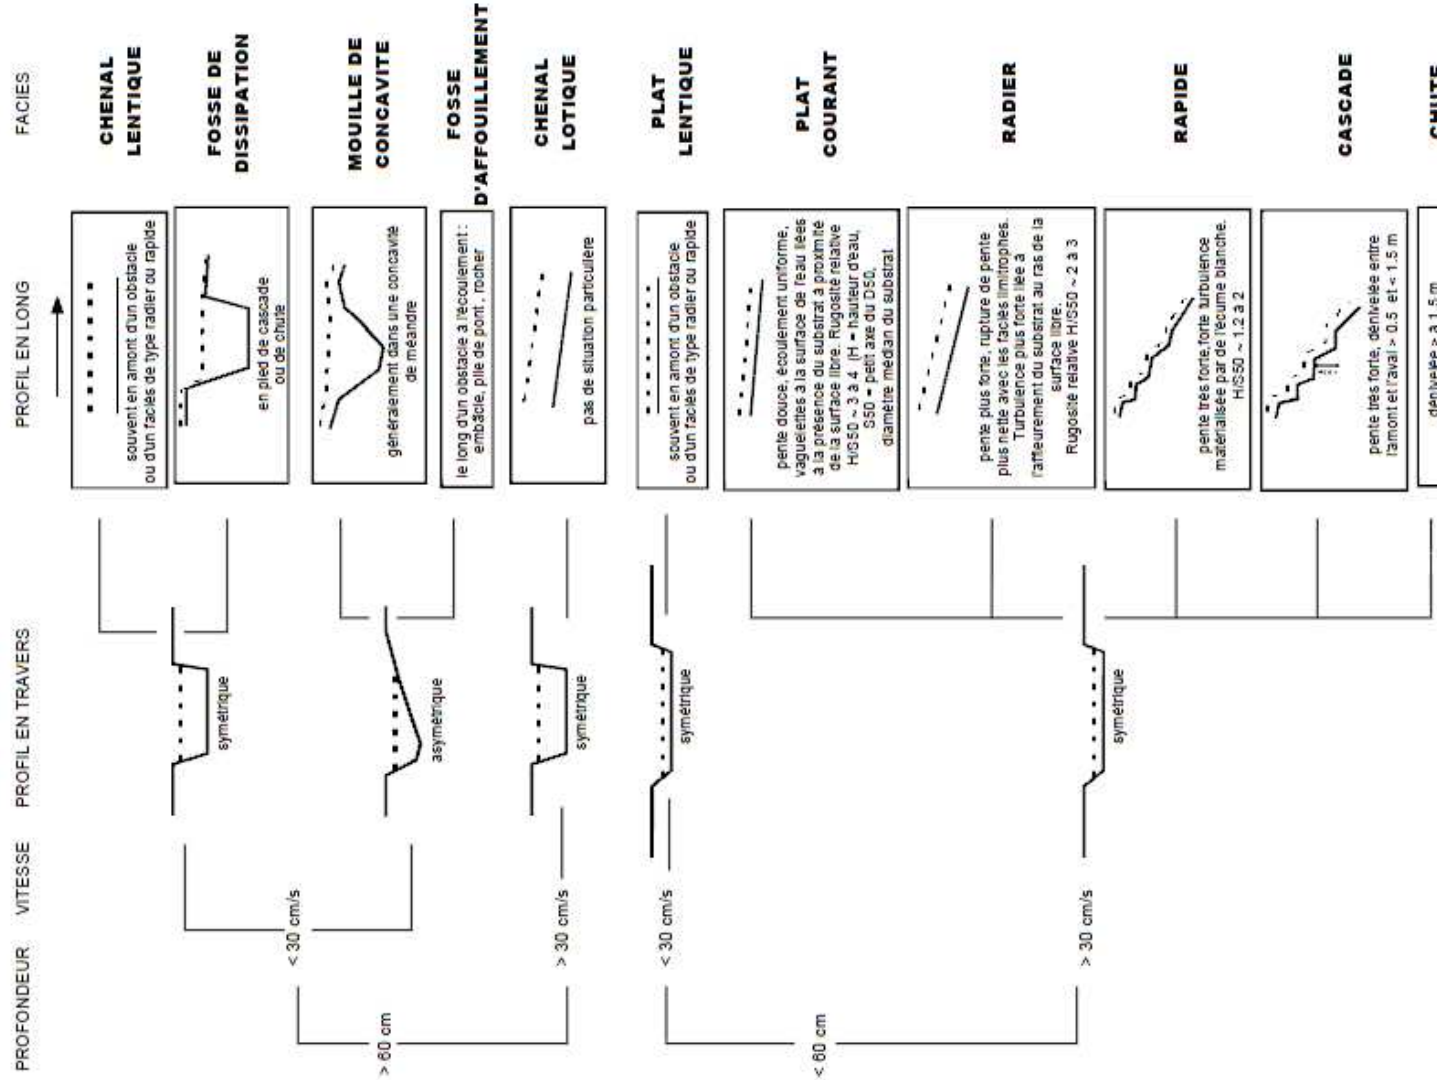 PROFONDEUR
VITESSE
PROFIL EN TRAVERS
PROFIL EN LONG
FACIES
> 60 cm
< 60 cm
< 30 cm/s
> 30 cm/s
< 30 cm/s
> 30 cm/s
symétrique
asymétrique
symétrique
symétrique
symétrique
souvent en amont d'un obstacle
ou d'un faciès de type radier ou rapide
CHENAL
LENTIQUE
en pied de cascade
ou de chute
FOSSE DE
DISSIPATION
généralement dans une concavité
de méandre
MOUILLE DE
CONCAVITE
le long d'un obstacle à l'écoulement :
embâcle, pile de pont, rocher
FOSSE
D'AFFOUILLEMENT
pas de situation particulière
CHENAL
LOTIQUE
souvent en amont d'un obstacle
ou d'un faciès de type radier ou rapide
PLAT
LENTIQUE
pente douce, écoulement uniforme,
vaguelettes à la surface de l'eau liées
à la présence du substrat à proximité
de la surface libre. Rugosité relative
H/S50 ~ 3 à 4 (H = hauteur d'eau,
S50 = petit axe du D50,
diamètre médian du substrat
PLAT
COURANT
pente plus forte, rupture de pente
plus nette avec les faciès limitrophes.
Turbulence plus forte liée à
l'affleurement du substrat au ras de la
surface libre.
Rugosité relative H/S50 ~ 2 à 3
RADIER
pente très forte, forte turbulence
matérialisée par de l'écume blanche.
H/S50 ~ 1.2 à 2
RAPIDE
pente très forte, dénivelée entre
l'amont et l'aval > 0.5 et < 1.5 m
CASCADE
dénivelée > à 1.5 m
CHUTE